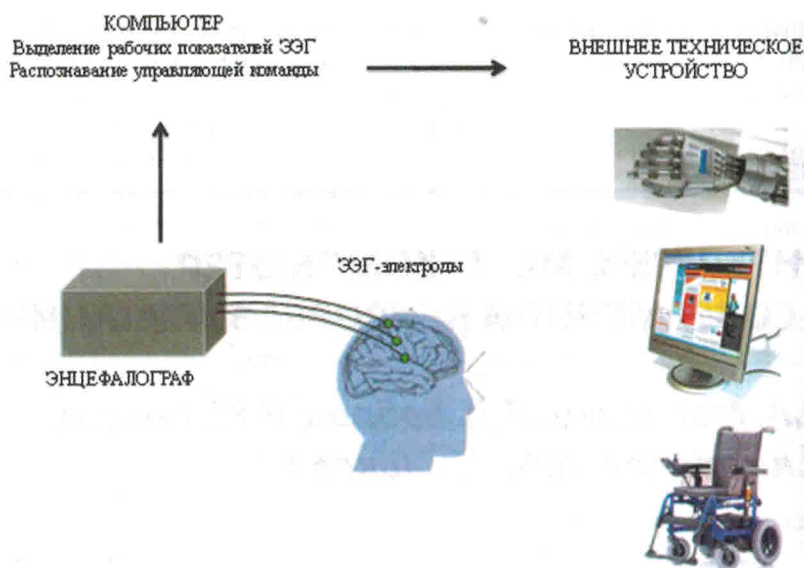 КОМПЬЮТЕР
Выделение рабочих показателей ЭЭГ
Распознавание управляющей команды
ВНЕШНЕЕ ТЕХНИЧЕСКОЕ
УСТРОЙСТВО
ЭЭГ-электроды
ЭНЦЕФАЛОГРАФ